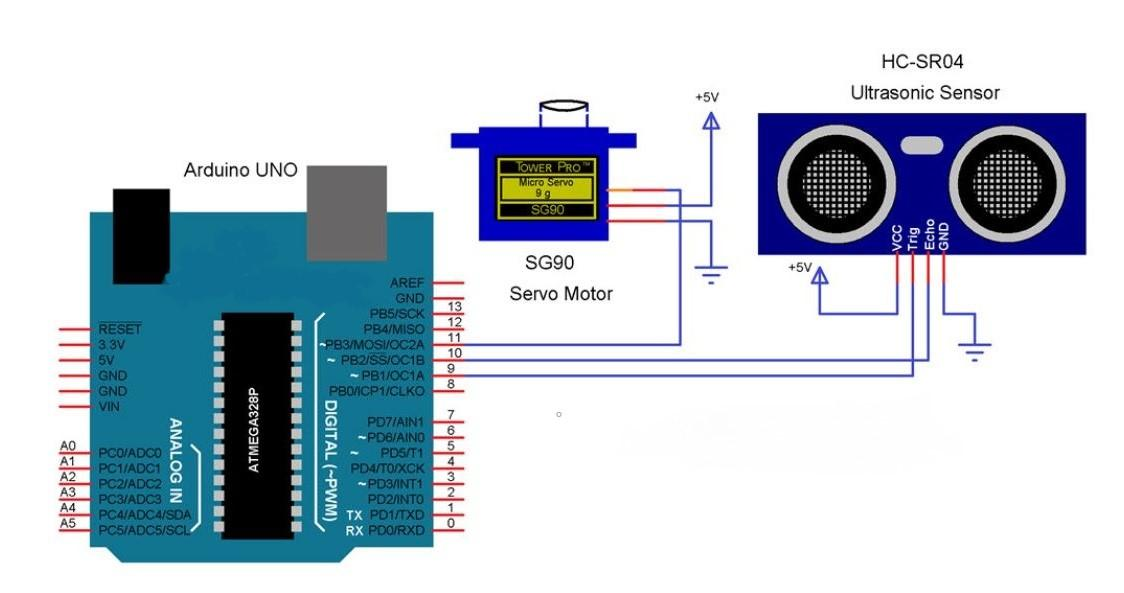 HC-SR04
Ultrasonic Sensor
+5V
Arduino UNO
TOWER PRO™
Micro Servo
9 g
SG90
SG90
Servo Motor
VCC
Trig
Echo
GND
+5V
RESET
3.3V
5V
GND
GND
VIN
A0 PC0/ADC0
A1 PC1/ADC1
A2 PC2/ADC2
A3 PC3/ADC3
A4 PC4/ADC4/SDA
A5 PC5/ADC5/SCL
ANALOG IN
ATMEGA328P
DIGITAL (~PWM)
AREF
GND
PB5/SCK 13
PB4/MISO 12
~PB3/MOSI/OC2A 11
~ PB2/SS/OC1B 10
~ PB1/OC1A 9
PB0/ICP1/CLKO 8
PD7/AIN1 7
~PD6/AIN0 6
~ PD5/T1 5
PD4/T0/XCK 4
~PD3/INT1 3
PD2/INT0 2
TX PD1/TXD 1
RX PD0/RXD 0